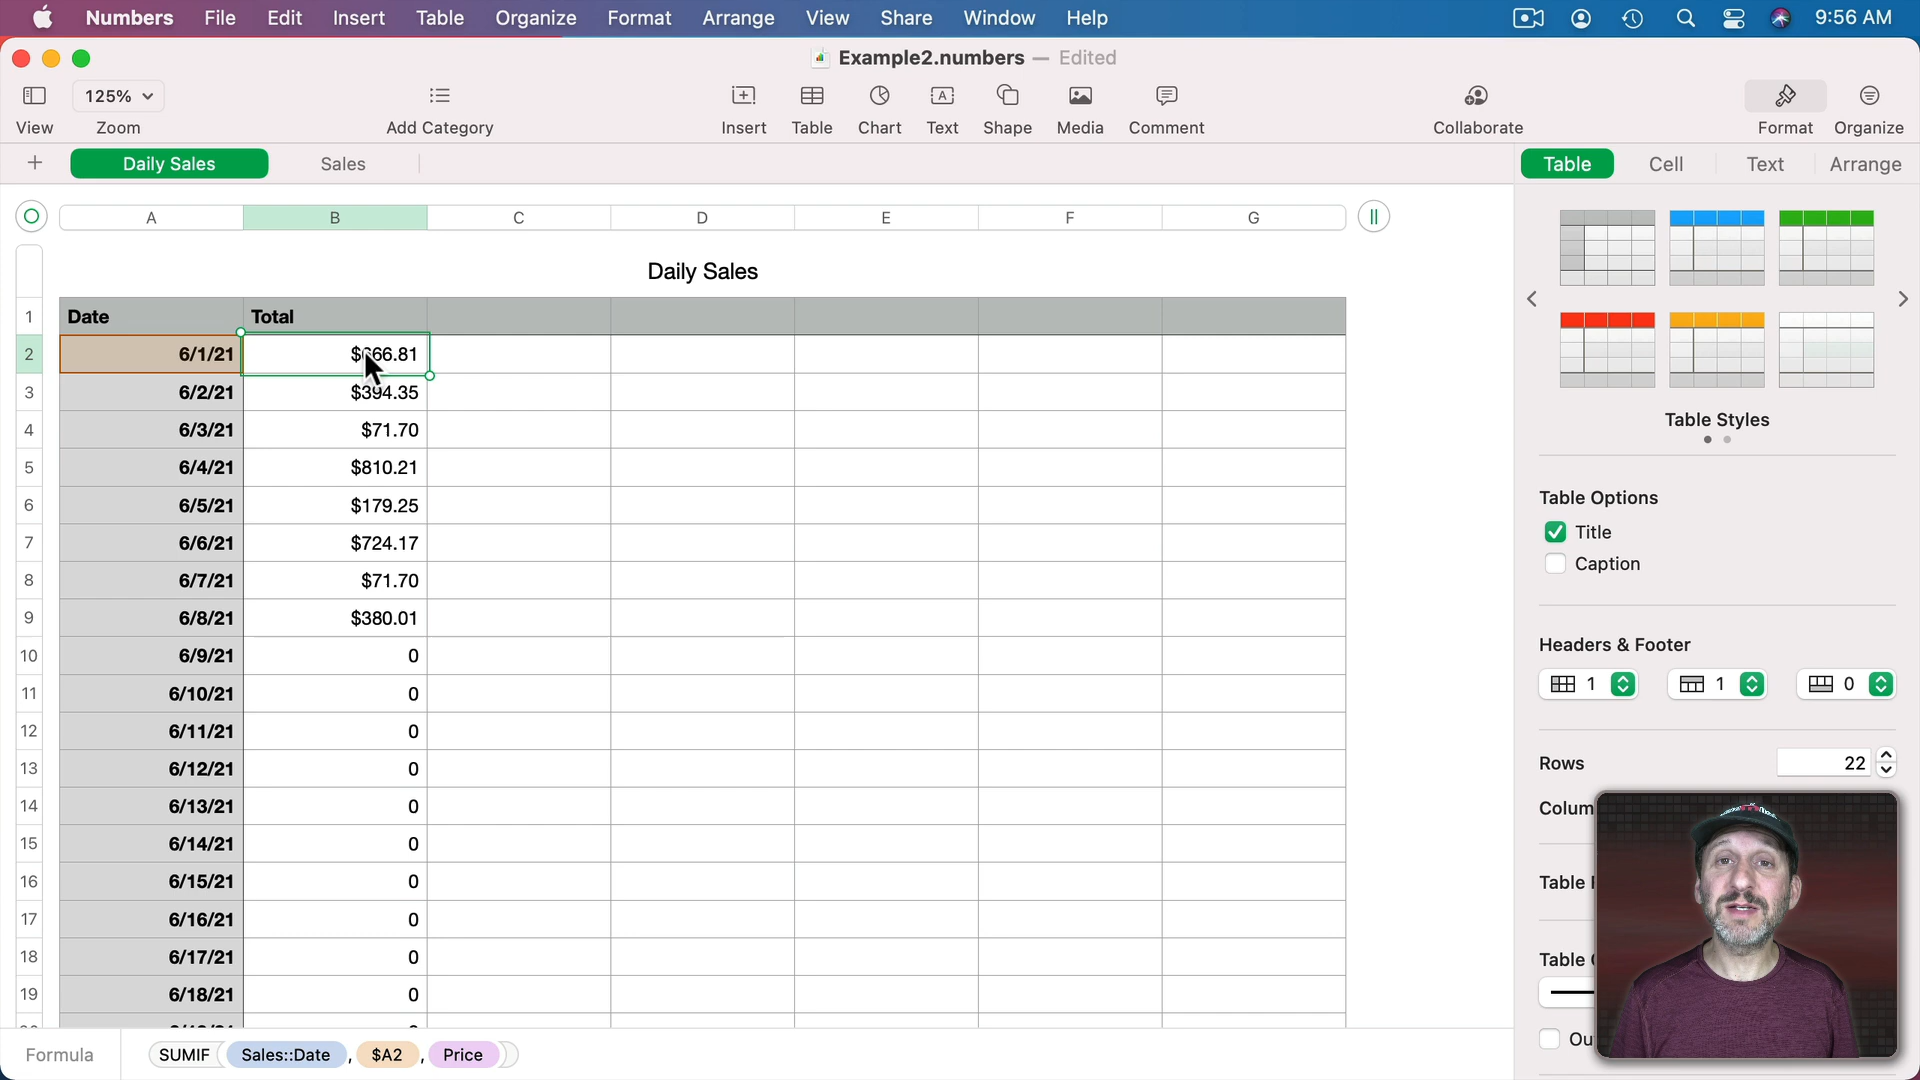 Numbers File Edit Insert Table Organize Format Arrange View Share Window Help 9:56 AM
Example2.numbers — Edited
125%
View Zoom Add Category Insert Table Chart Text Shape Media Comment Collaborate Format Organize
Daily Sales Sales Table Cell Text Arrange
A B C D E F G
Daily Sales
1 Date Total
2 6/1/21 $666.81
3 6/2/21 $394.35
4 6/3/21 $71.70
5 6/4/21 $810.21
6 6/5/21 $179.25
7 6/6/21 $724.17
8 6/7/21 $71.70
9 6/8/21 $380.01
10 6/9/21 0
11 6/10/21 0
12 6/11/21 0
13 6/12/21 0
14 6/13/21 0
15 6/14/21 0
16 6/15/21 0
17 6/16/21 0
18 6/17/21 0
19 6/18/21 0
Formula SUMIF Sales::Date , $A2 , Price
Table Styles
Table Options
Title
Caption
Headers & Footer
1 1 0
Rows 22
Colum
Table
Table
Ou